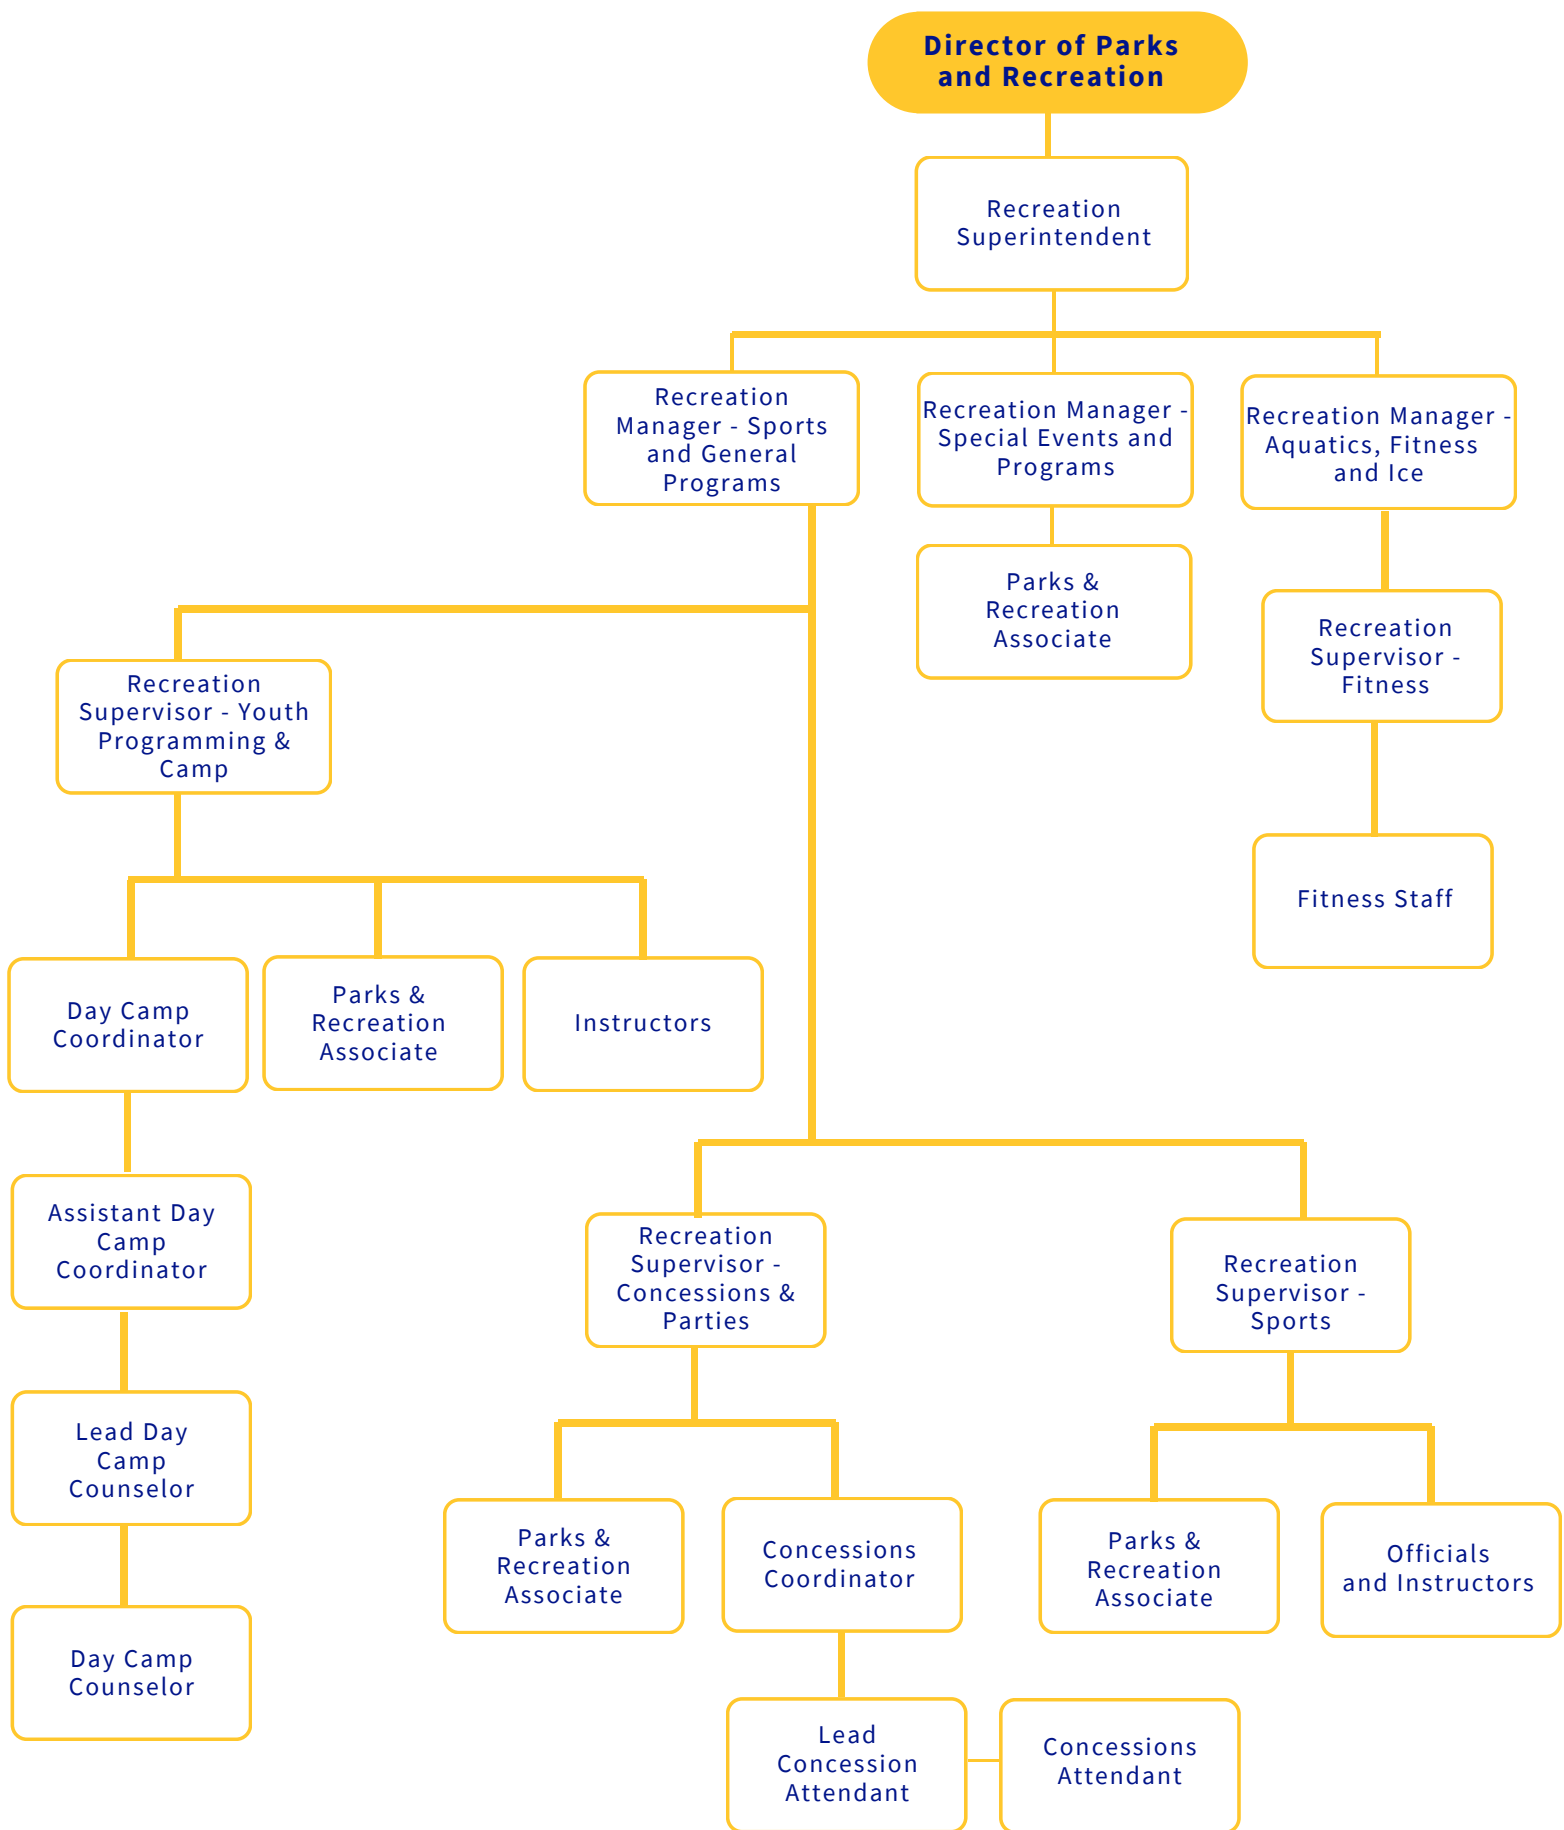 Director of Parks
and Recreation
Recreation
Superintendent
Recreation
Manager - Sports
and General
Programs
Recreation Manager -
Special Events and
Programs
Recreation Manager -
Aquatics, Fitness
and Ice
Parks &
Recreation
Associate
Recreation
Supervisor -
Fitness
Recreation
Supervisor - Youth
Programming &
Camp
Fitness Staff
Day Camp
Coordinator
Parks &
Recreation
Associate
Instructors
Assistant Day
Camp
Coordinator
Recreation
Supervisor -
Concessions &
Parties
Recreation
Supervisor -
Sports
Lead Day
Camp
Counselor
Parks &
Recreation
Associate
Concessions
Coordinator
Parks &
Recreation
Associate
Officials
and Instructors
Day Camp
Counselor
Lead
Concession
Attendant
Concessions
Attendant